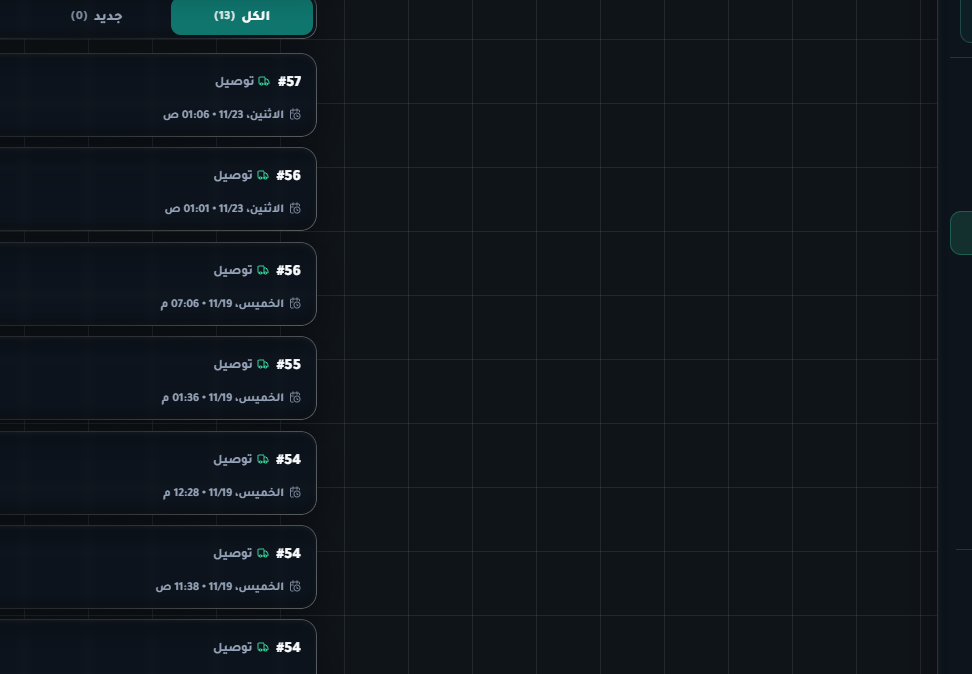 الكل (13)
جديد (0)
#57 توصيل
الاثنين، 11/23 • 01:06 ص
#56 توصيل
الاثنين، 11/23 • 01:01 ص
#56 توصيل
الخميس، 11/19 • 07:06 م
#55 توصيل
الخميس، 11/19 • 01:36 م
#54 توصيل
الخميس، 11/19 • 12:28 م
#54 توصيل
الخميس، 11/19 • 11:38 ص
#54 توصيل